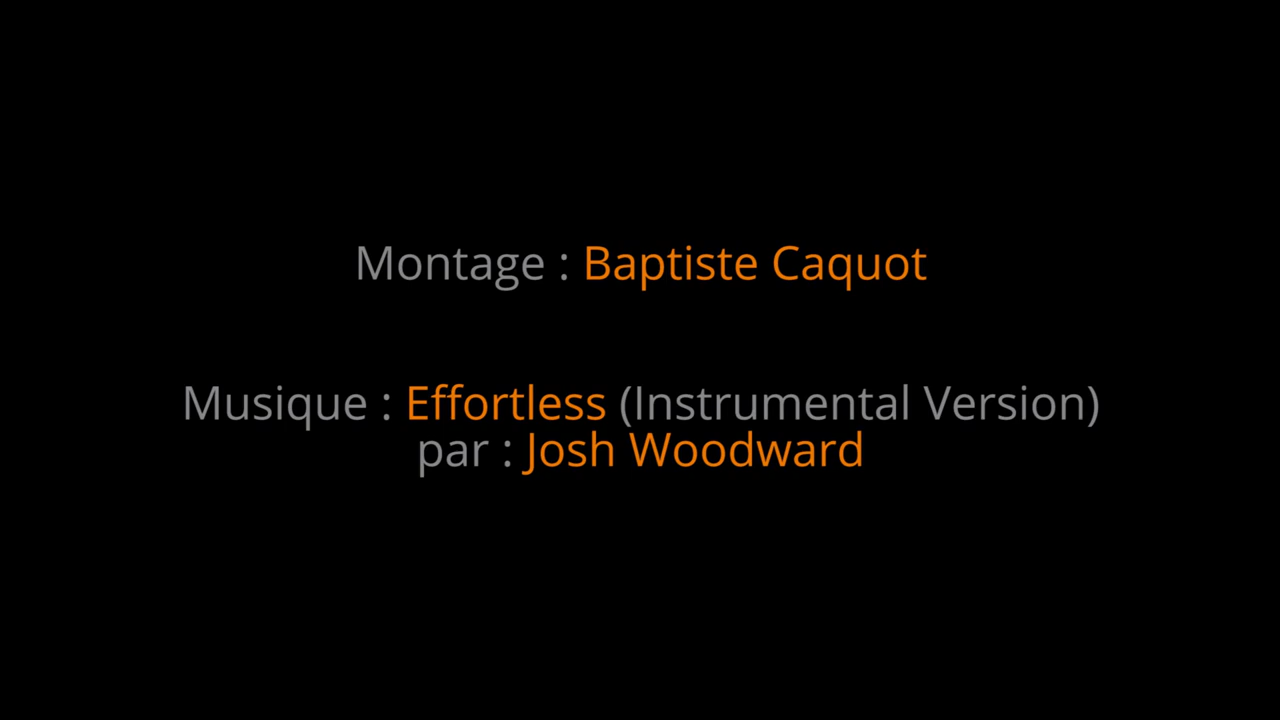 Montage : Baptiste Caquot
Musique : Effortless (Instrumental Version)
par : Josh Woodward